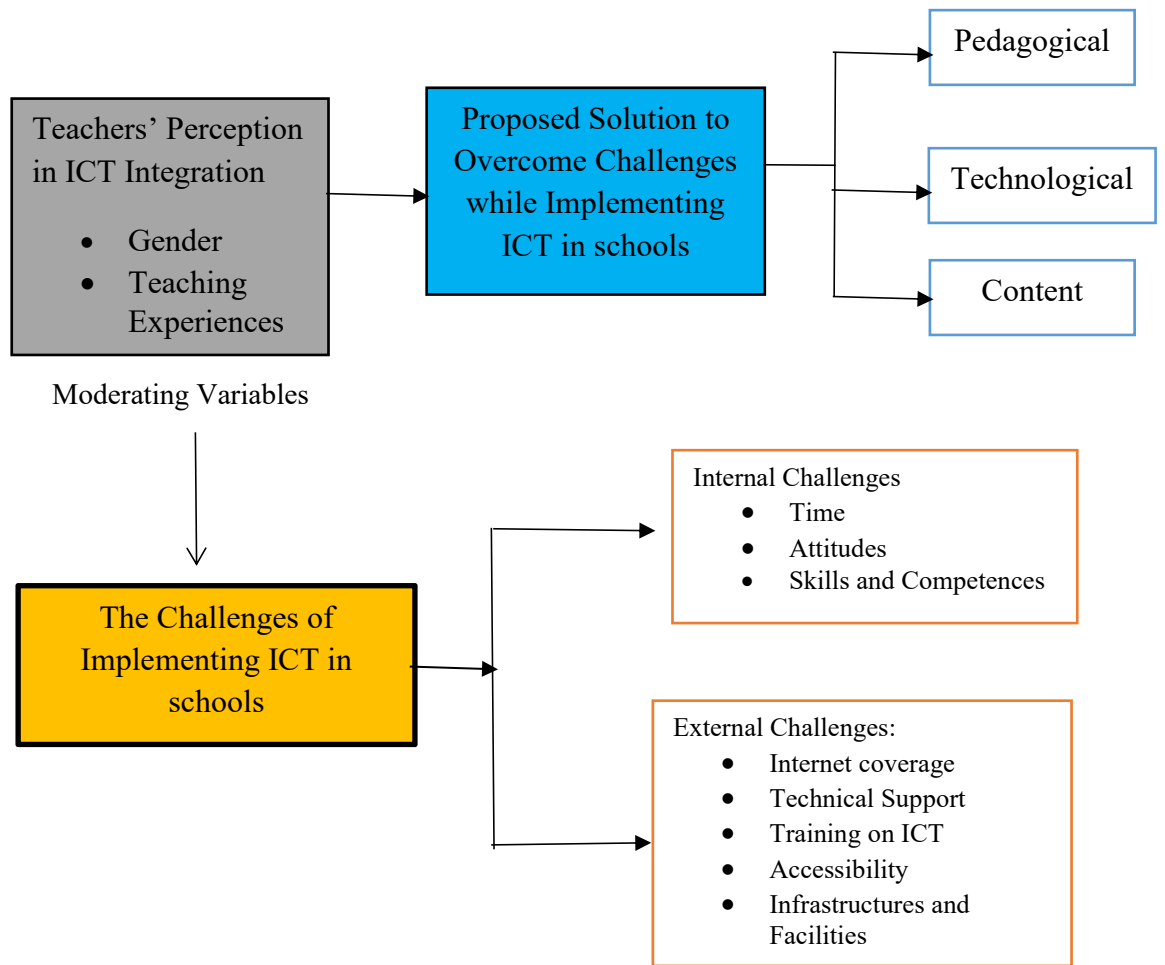 Teachers’ Perception
in ICT Integration
• Gender
• Teaching
Experiences
Proposed Solution to
Overcome Challenges
while Implementing
ICT in schools
Pedagogical
Technological
Content
Moderating Variables
The Challenges of
Implementing ICT in
schools
Internal Challenges
• Time
• Attitudes
• Skills and Competences
External Challenges:
• Internet coverage
• Technical Support
• Training on ICT
• Accessibility
• Infrastructures and
Facilities